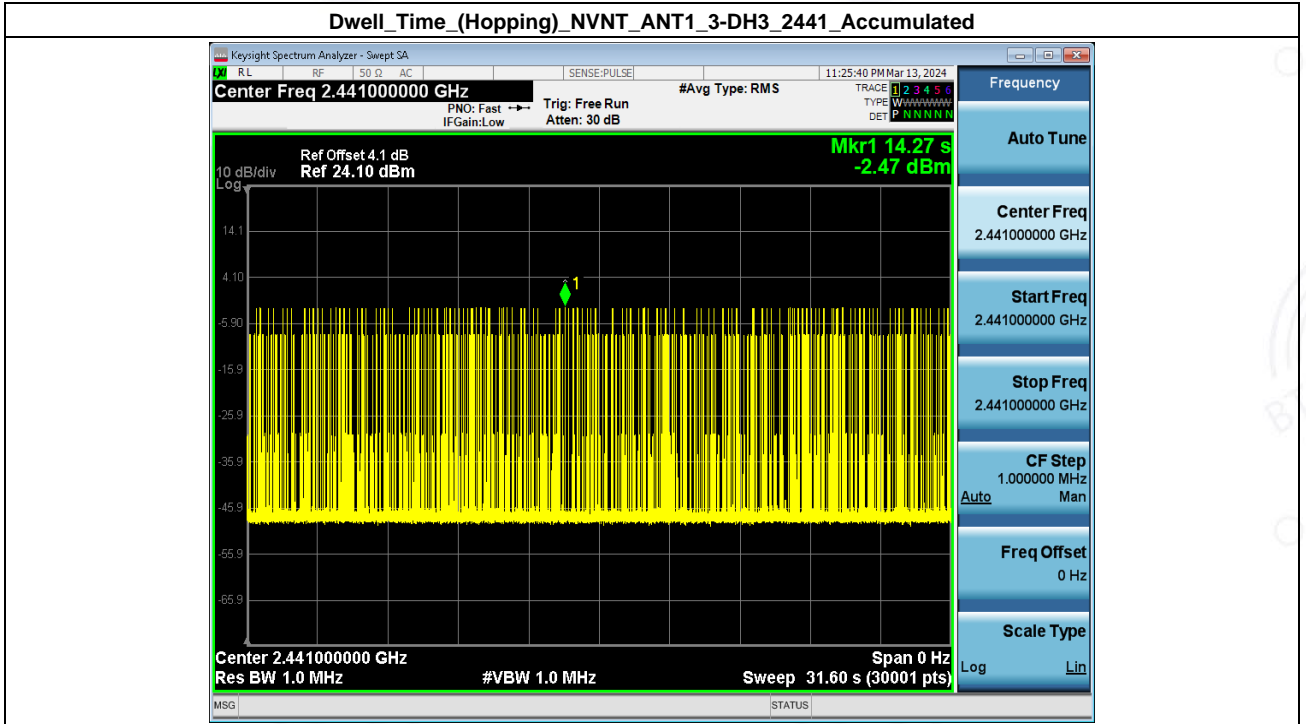 Dwell_Time_(Hopping)_NVNT_ANT1_3-DH3_2441_Accumulated
Keysight Spectrum Analyzer - Swept SA
LXI RL RF 50 Ω AC SENSE:PULSE 11:25:40 PM Mar 13, 2024
Center Freq 2.441000000 GHz #Avg Type: RMS TRACE 1 2 3 4 5 6
PNO: Fast Trig: Free Run TYPE WWWWWW
IFGain:Low Atten: 30 dB DET P N N N N N
Mkr1 14.27 s
Ref Offset 4.1 dB
10 dB/div Ref 24.10 dBm -2.47 dBm
Log
14.1
4.10
1
-5.90
-15.9
-25.9
-35.9
-45.9
-55.9
-65.9
Center 2.441000000 GHz Span 0 Hz
Res BW 1.0 MHz #VBW 1.0 MHz Sweep 31.60 s (30001 pts)
MSG STATUS
Frequency
Auto Tune
Center Freq
2.441000000 GHz
Start Freq
2.441000000 GHz
Stop Freq
2.441000000 GHz
CF Step
1.000000 MHz
Auto Man
Freq Offset
0 Hz
Scale Type
Log Lin